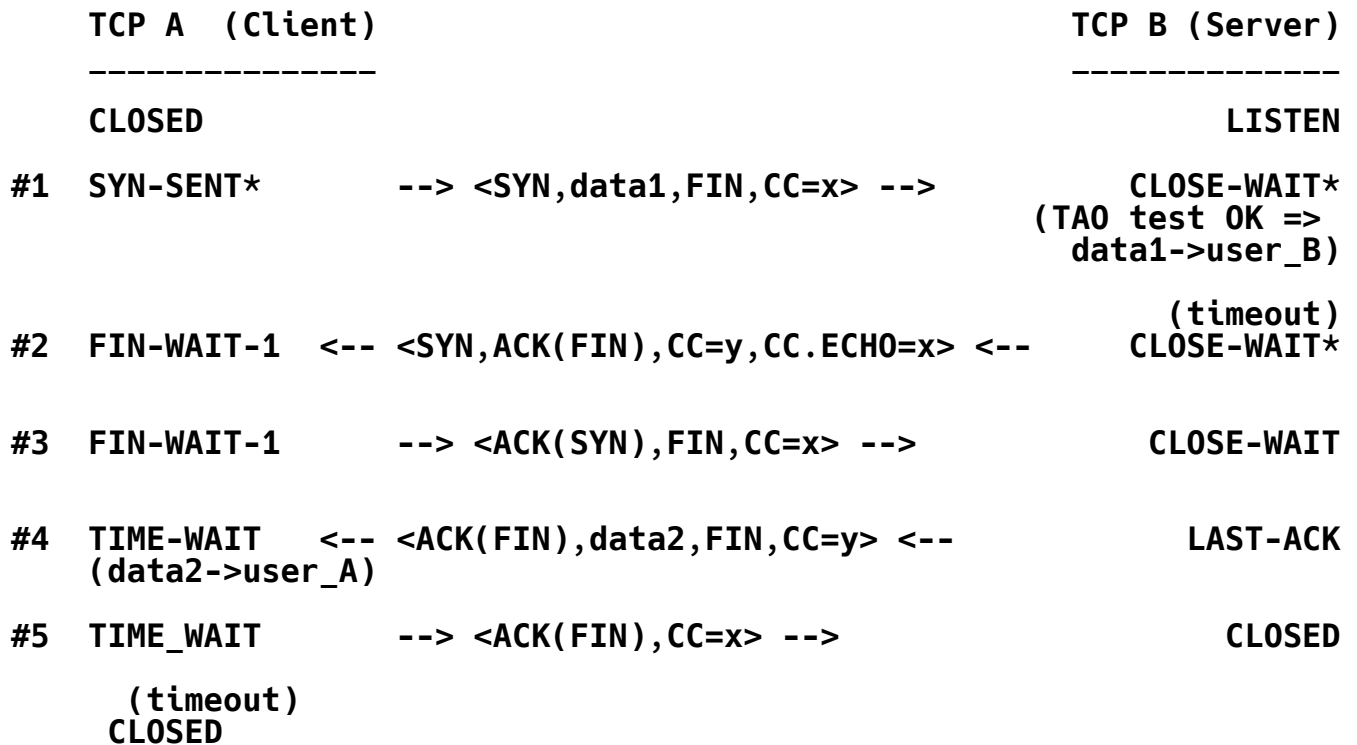 TCP A  (Client)                                    TCP B (Server)
_______________                                    ______________
CLOSED                                                     LISTEN
#1  SYN-SENT*       --> <SYN,data1,FIN,CC=x> -->          CLOSE-WAIT*
(TAO test OK =>
data1->user_B)
(timeout)
#2  FIN-WAIT-1  <-- <SYN,ACK(FIN),CC=y,CC.ECHO=x> <--     CLOSE-WAIT*
#3  FIN-WAIT-1      --> <ACK(SYN),FIN,CC=x> -->            CLOSE-WAIT
#4  TIME-WAIT   <-- <ACK(FIN),data2,FIN,CC=y> <--            LAST-ACK
(data2->user_A)
#5  TIME_WAIT       --> <ACK(FIN),CC=x> -->                    CLOSED
(timeout)
CLOSED